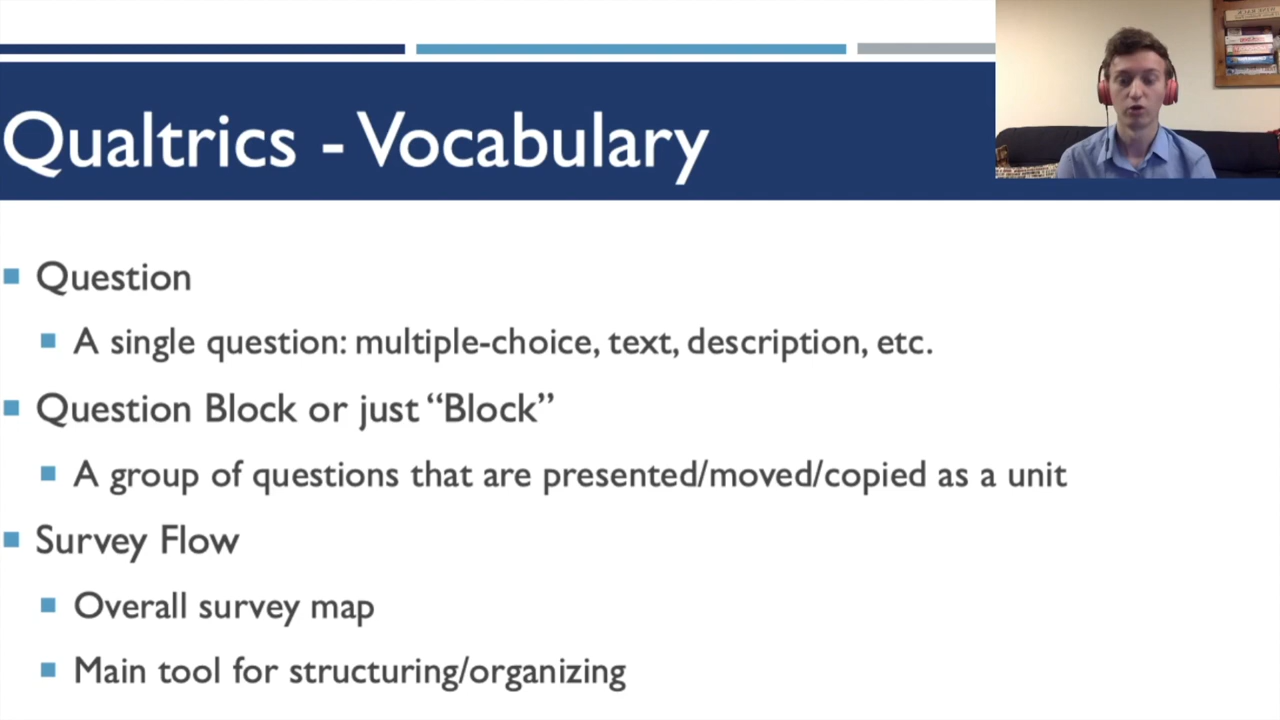 Qualtrics - Vocabulary
Question
A single question: multiple-choice, text, description, etc.
Question Block or just “Block”
A group of questions that are presented/moved/copied as a unit
Survey Flow
Overall survey map
Main tool for structuring/organizing